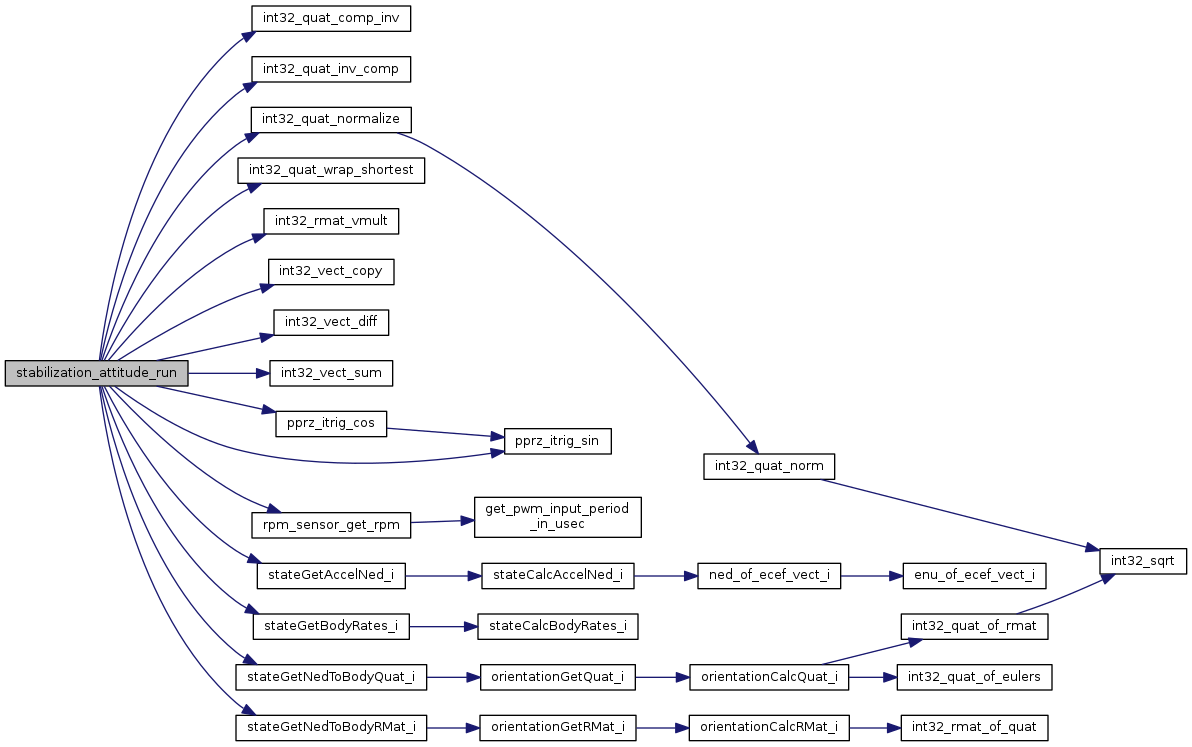 int32_quat_comp_inv
int32_quat_inv_comp
int32_quat_normalize
int32_quat_wrap_shortest
int32_rmat_vmult
int32_vect_copy
int32_vect_diff
stabilization_attitude_run
int32_vect_sum
pprz_itrig_cos
pprz_itrig_sin
int32_quat_norm
rpm_sensor_get_rpm
get_pwm_input_period
_in_usec
int32_sqrt
stateGetAccelNed_i
stateCalcAccelNed_i
ned_of_ecef_vect_i
enu_of_ecef_vect_i
stateGetBodyRates_i
stateCalcBodyRates_i
int32_quat_of_rmat
stateGetNedToBodyQuat_i
orientationGetQuat_i
orientationCalcQuat_i
int32_quat_of_eulers
stateGetNedToBodyRMat_i
orientationGetRMat_i
orientationCalcRMat_i
int32_rmat_of_quat